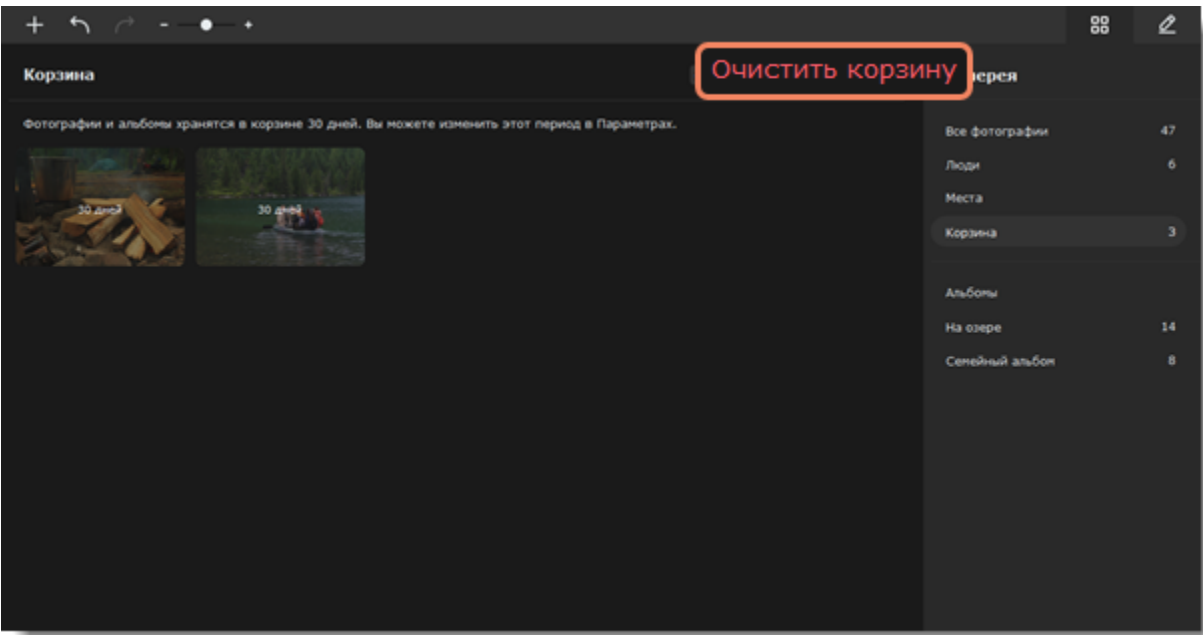 Корзина
Очистить корзину
Фотографии и альбомы хранятся в корзине 30 дней. Вы можете изменить этот период в Параметрах.
30 дней
30 дней
Все фотографии 47
Люди 6
Места
Корзина 3
Альбомы
На озере 14
Семейный альбом 8